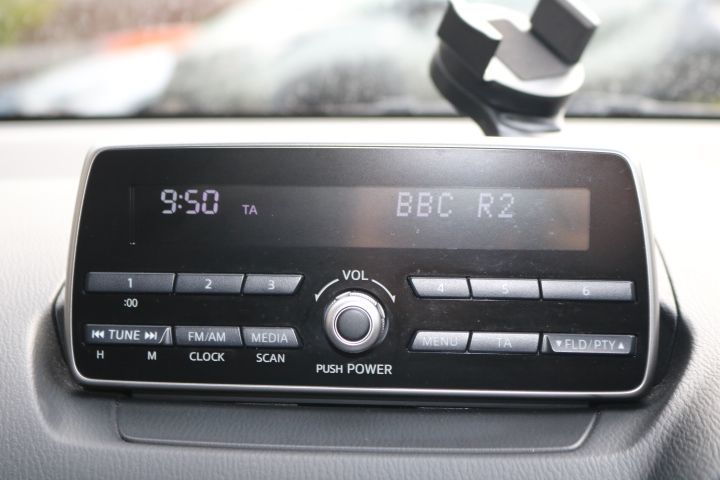 9:50 TA BBC R2
1 2 3 VOL 4 5 6
:00
⏮ TUNE ⏭ FM/AM MEDIA MENU TA ▼FLD/PTY▲
H M CLOCK SCAN
PUSH POWER